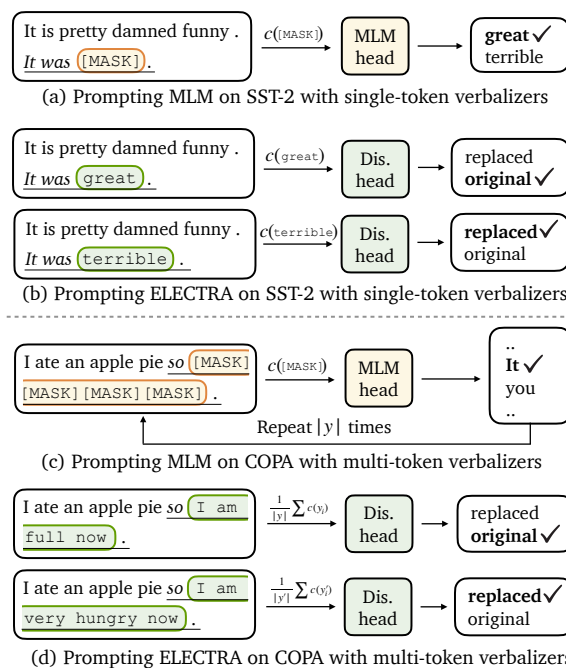 It is pretty damned funny .
It was [MASK] .
c([MASK])
MLM
head
great ✓
terrible
(a) Prompting MLM on SST-2 with single-token verbalizers
It is pretty damned funny .
It was great .
c(great)
Dis.
head
replaced
original ✓
It is pretty damned funny .
It was terrible .
c(terrible)
Dis.
head
replaced ✓
original
(b) Prompting ELECTRA on SST-2 with single-token verbalizers
I ate an apple pie so [MASK]
[MASK][MASK][MASK] .
c([MASK])
MLM
head
..
It ✓
you
..
Repeat |y| times
(c) Prompting MLM on COPA with multi-token verbalizers
I ate an apple pie so I am
full now .
1/|y| ∑ c(yᵢ)
Dis.
head
replaced
original ✓
I ate an apple pie so I am
very hungry now .
1/|y'| ∑ c(y'ᵢ)
Dis.
head
replaced ✓
original
(d) Prompting ELECTRA on COPA with multi-token verbalizers